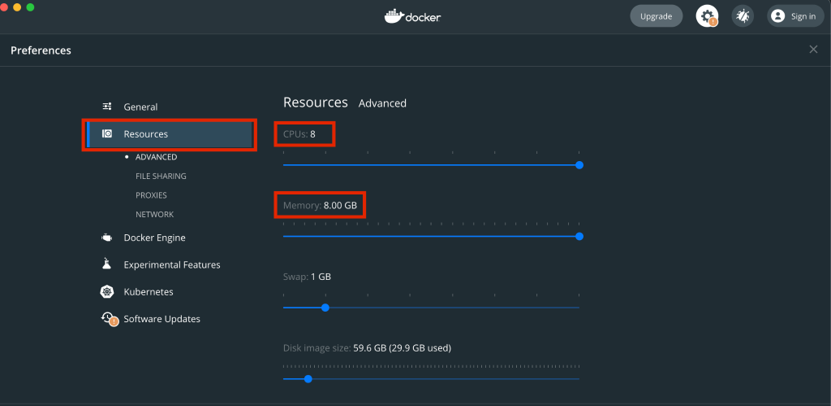 docker
Upgrade
Sign in
Preferences
General
Resources
ADVANCED
FILE SHARING
PROXIES
NETWORK
Docker Engine
Experimental Features
Kubernetes
Software Updates
Resources Advanced
CPUs: 8
Memory: 8.00 GB
Swap: 1 GB
Disk image size: 59.6 GB (29.9 GB used)